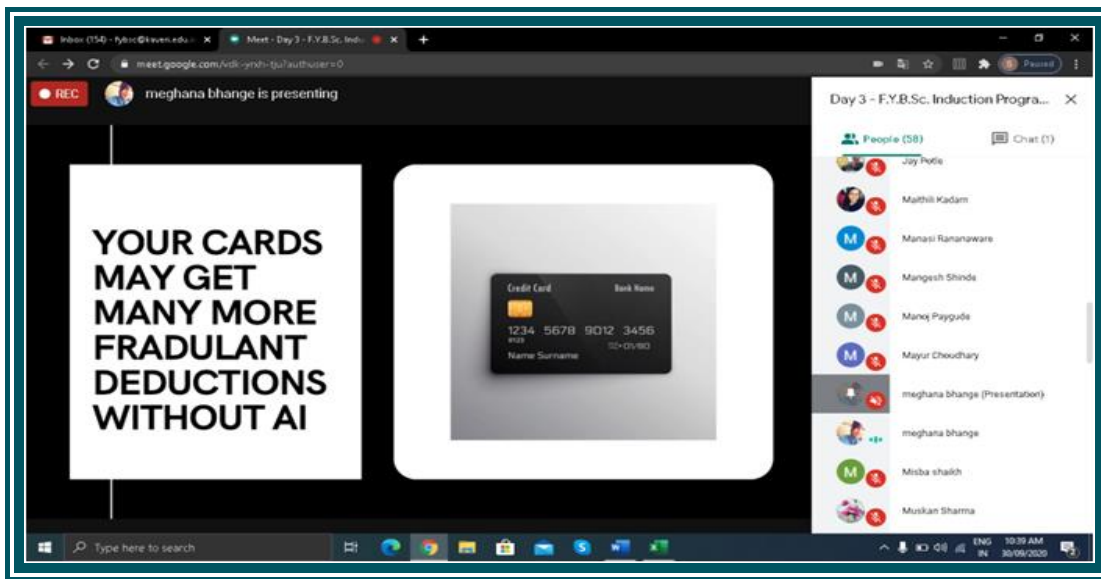 Inbox (154) - fybsc@kaveri.edu.
Meet - Day 3 - F.Y.B.Sc. Indu
meet.google.com/vdk-yrxh-tju?authuser=0
Paused
REC
meghana bhange is presenting
YOUR CARDS
MAY GET
MANY MORE
FRADULANT
DEDUCTIONS
WITHOUT AI
Credit Card
Bank Name
1234 5678 9012 3456
0123
01/80
Name Surname
Day 3 - F.Y.B.Sc. Induction Progra...
People (58)
Chat (1)
Jay Potle
Maithili Kadam
M
Manasi Rananaware
M
Mangesh Shinde
M
Manoj Paygude
M
Mayur Choudhary
meghana bhange (Presentation)
meghana bhange
M
Misba shaikh
Muskan Sharma
Type here to search
ENG
IN
10:39 AM
30/09/2020